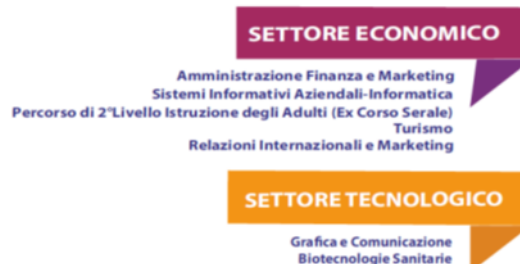 SETTORE ECONOMICO
Amministrazione Finanza e Marketing
Sistemi Informativi Aziendali-Informatica
Percorso di 2°Livello Istruzione degli Adulti (Ex Corso Serale)
Turismo
Relazioni Internazionali e Marketing
SETTORE TECNOLOGICO
Grafica e Comunicazione
Biotecnologie Sanitarie